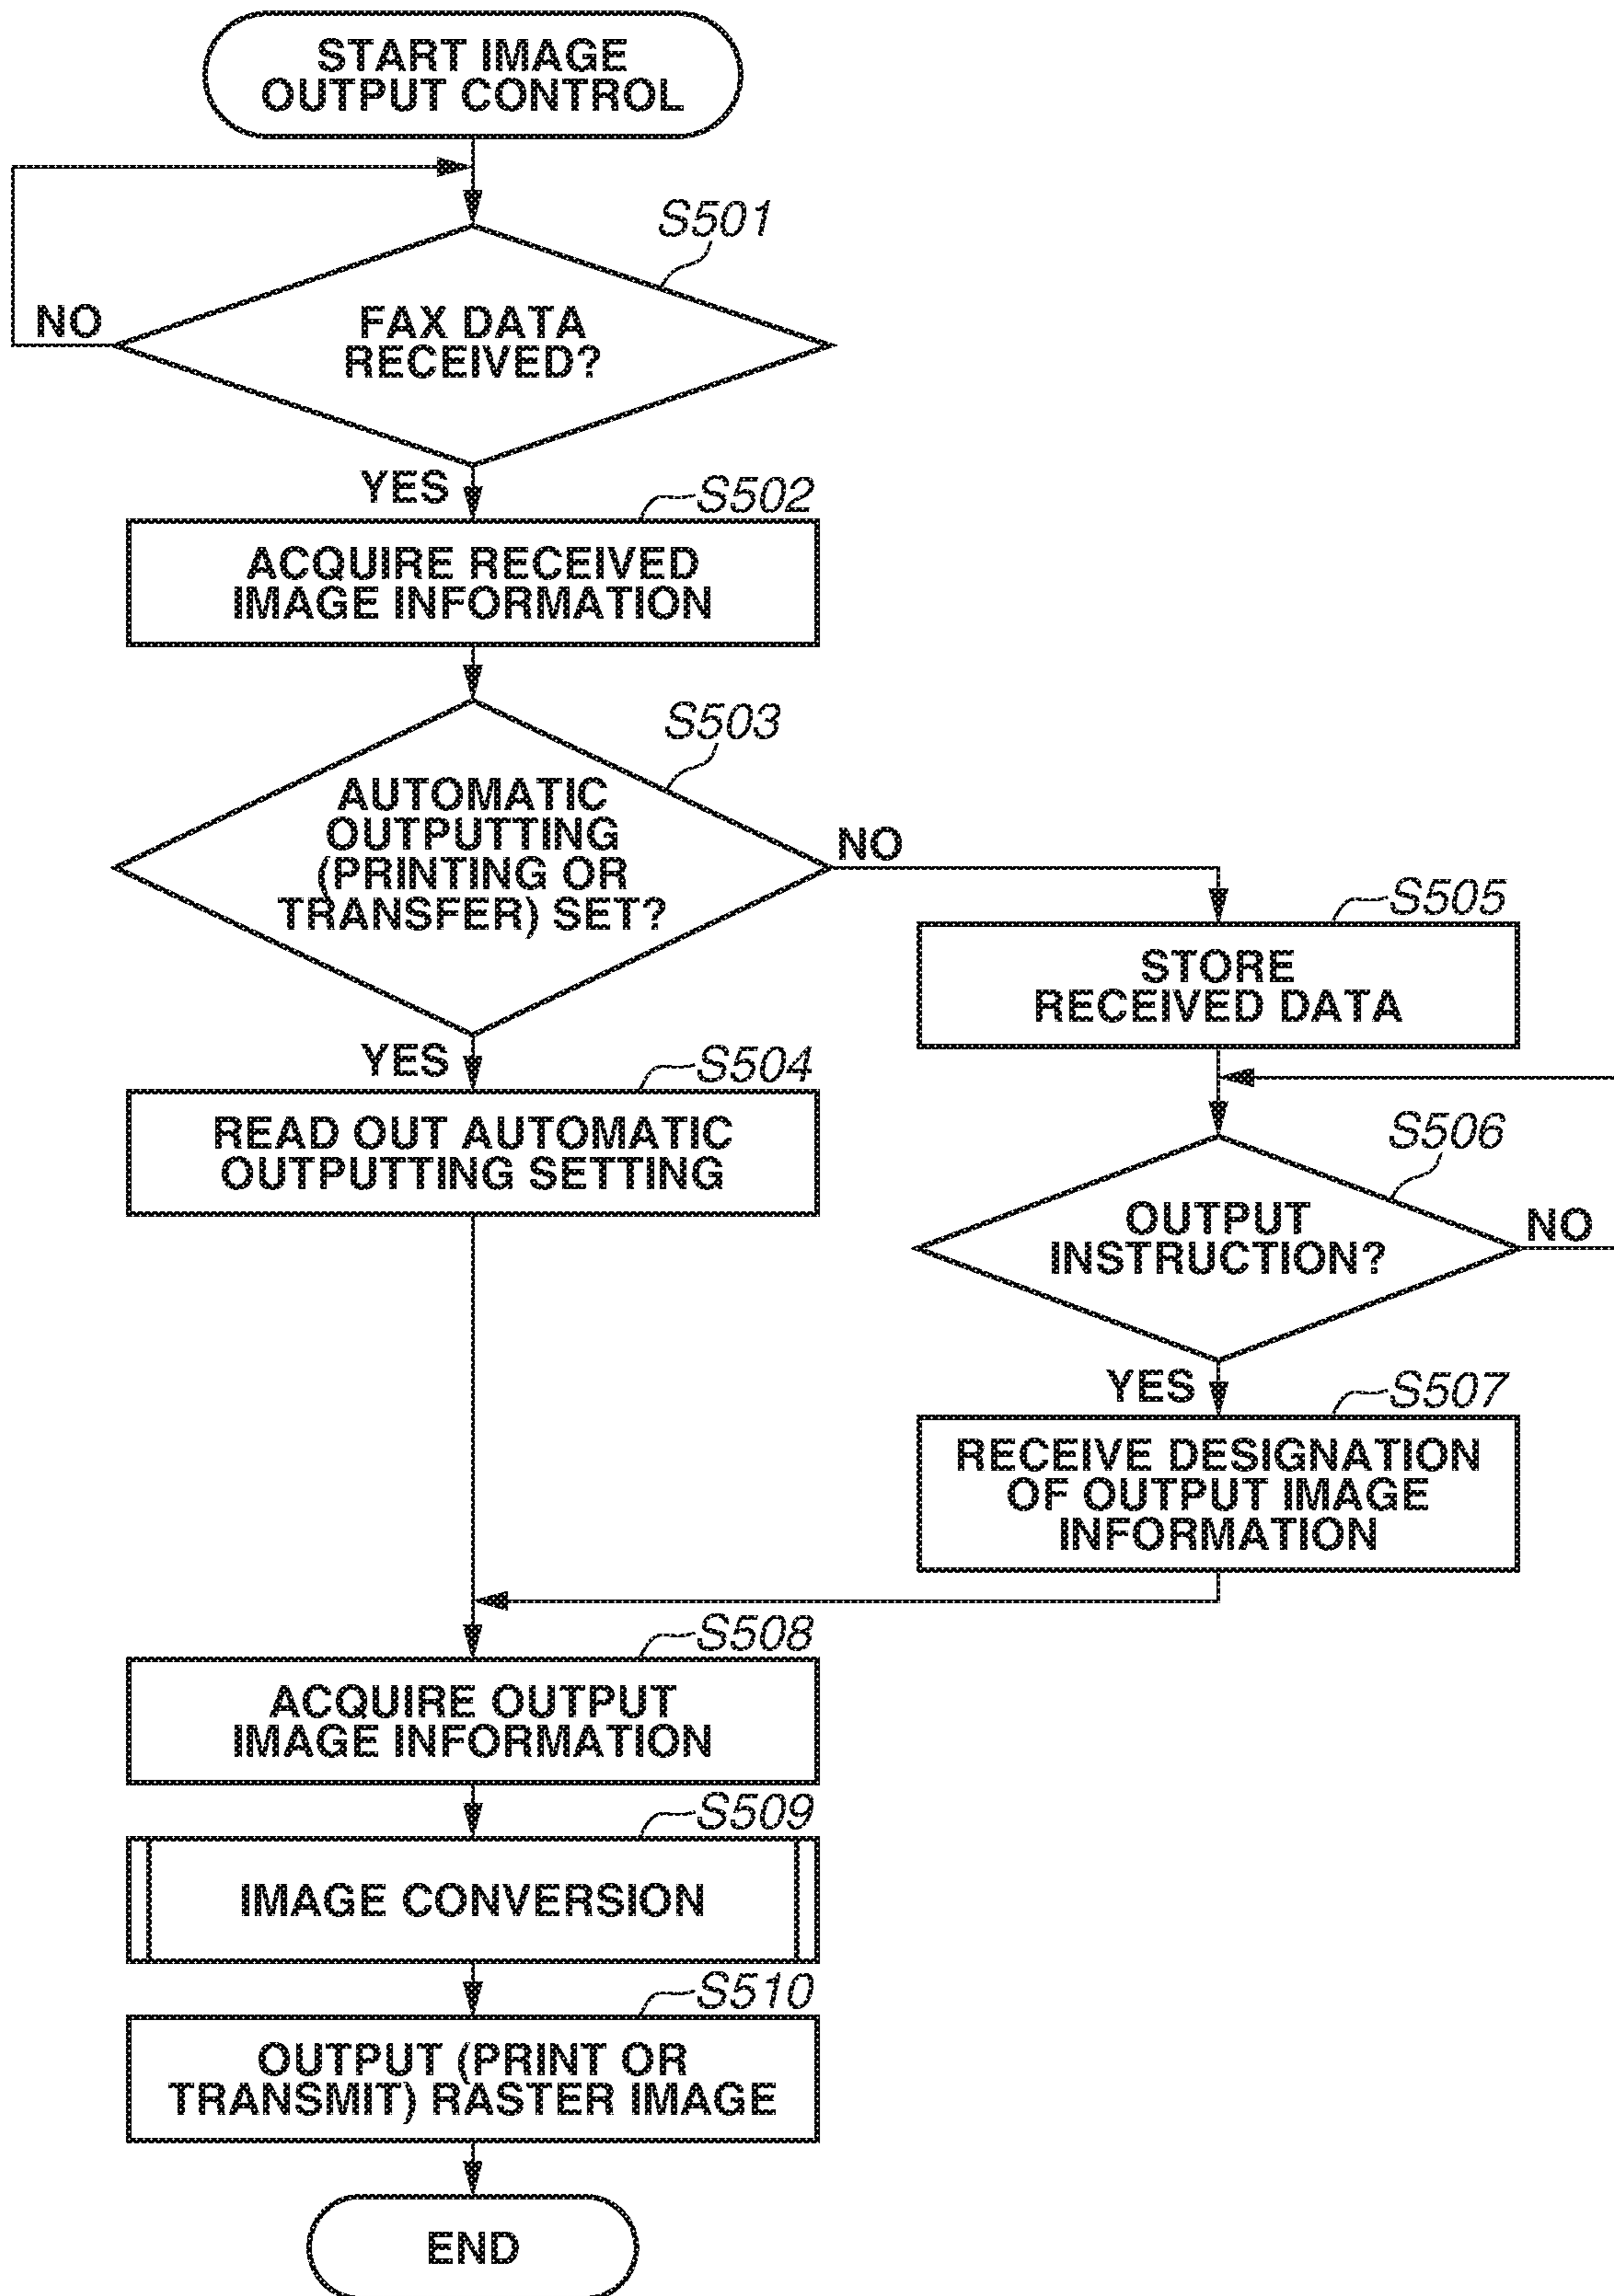 START IMAGE
OUTPUT CONTROL
S501
NO
FAX DATA
RECEIVED?
YES
S502
ACQUIRE RECEIVED
IMAGE INFORMATION
S503
AUTOMATIC
OUTPUTTING
(PRINTING OR
TRANSFER) SET?
NO
YES
S504
READ OUT AUTOMATIC
OUTPUTTING SETTING
S505
STORE
RECEIVED DATA
S506
OUTPUT
INSTRUCTION?
NO
YES
S507
RECEIVE DESIGNATION
OF OUTPUT IMAGE
INFORMATION
S508
ACQUIRE OUTPUT
IMAGE INFORMATION
S509
IMAGE CONVERSION
S510
OUTPUT (PRINT OR
TRANSMIT) RASTER IMAGE
END